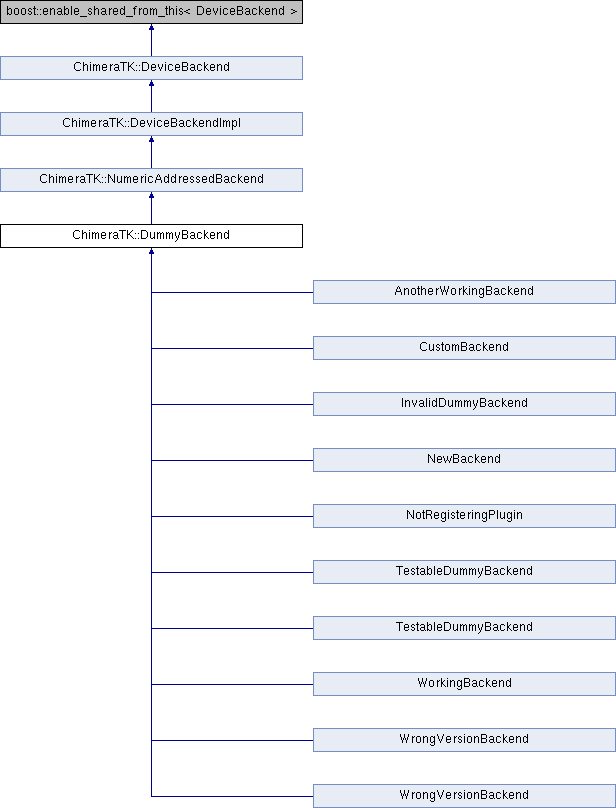 boost::enable_shared_from_this< DeviceBackend >
ChimeraTK::DeviceBackend
ChimeraTK::DeviceBackendImpl
ChimeraTK::NumericAddressedBackend
ChimeraTK::DummyBackend
AnotherWorkingBackend
CustomBackend
InvalidDummyBackend
NewBackend
NotRegisteringPlugin
TestableDummyBackend
TestableDummyBackend
WorkingBackend
WrongVersionBackend
WrongVersionBackend